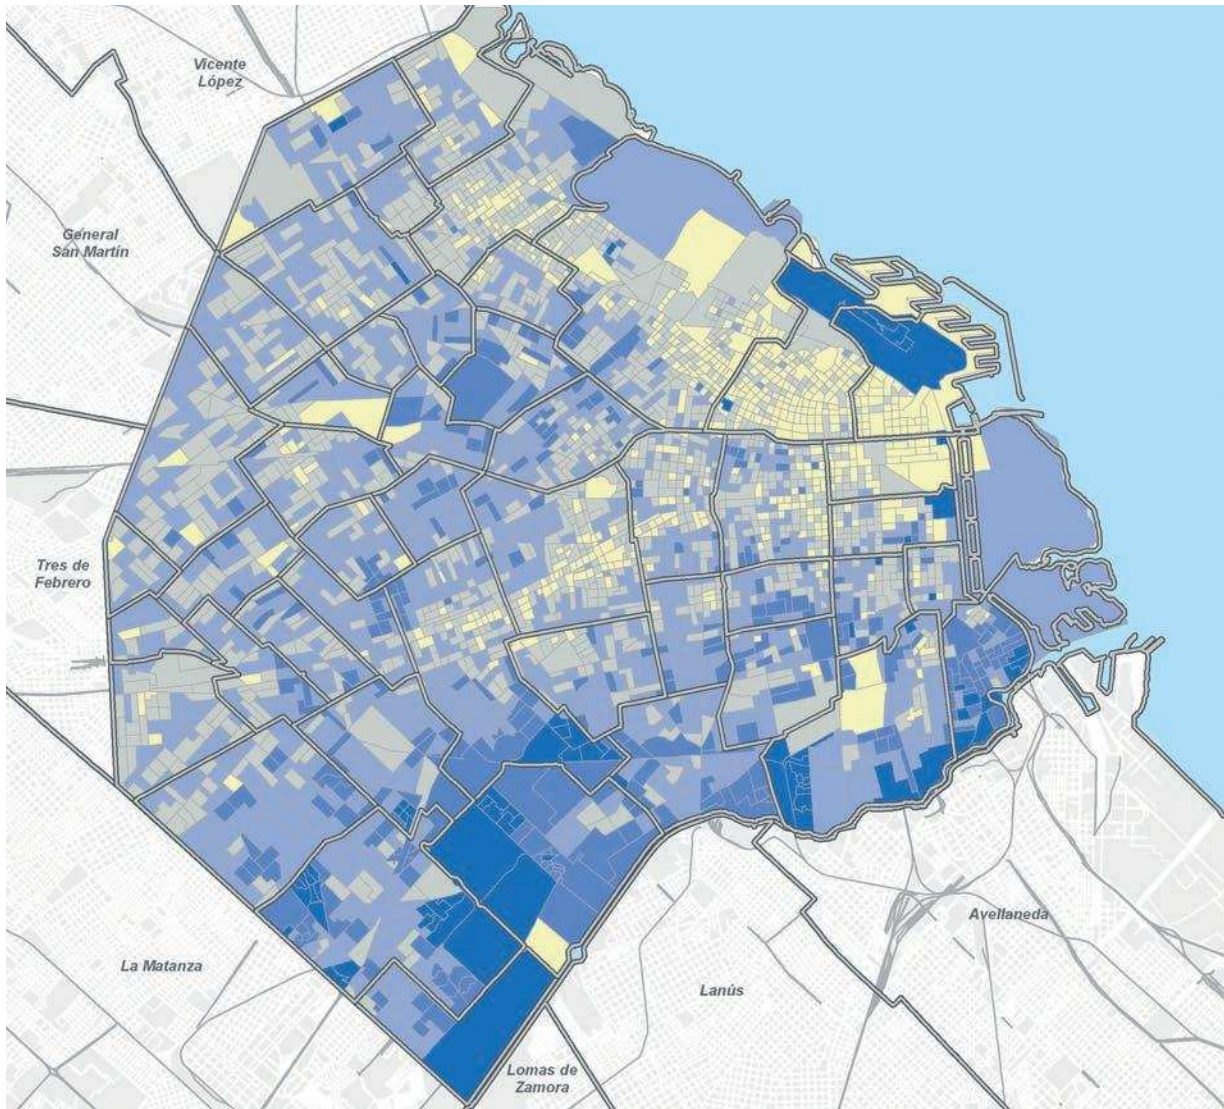 Vicente
López
General
San Martín
Tres de
Febrero
La Matanza
Avellaneda
Lanús
Lomas de
Zamora